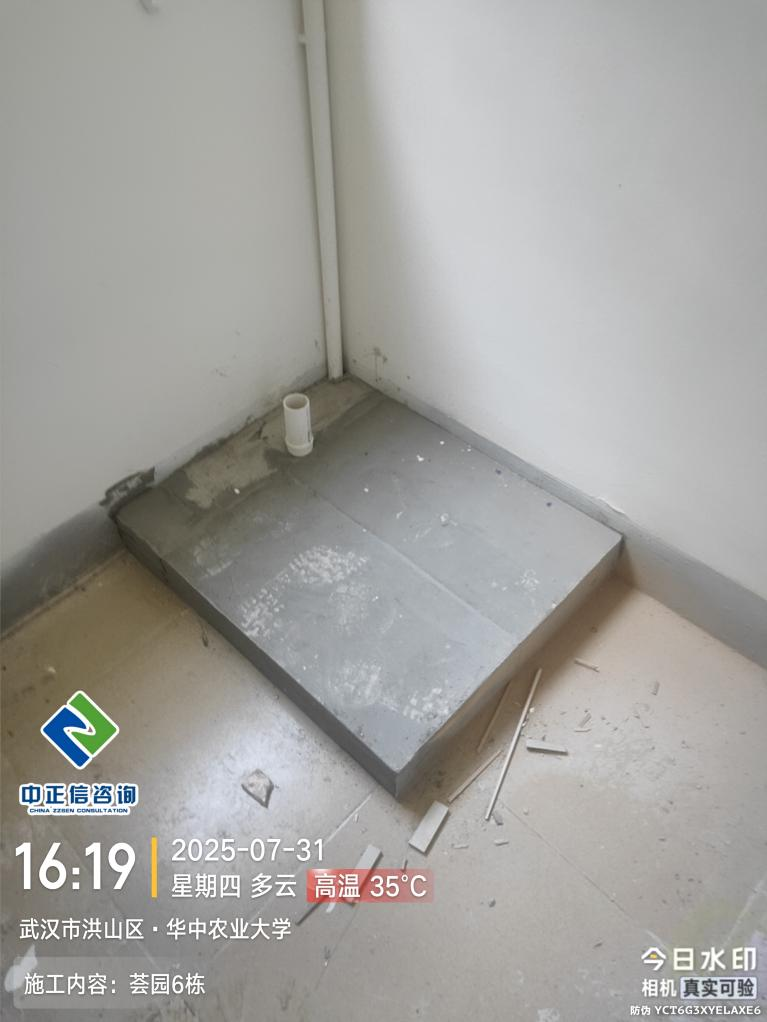 中正信咨询
CHINA ZZSEN CONSULTATION
16:19
2025-07-31
星期四 多云 高温 35°C
武汉市洪山区·华中农业大学
施工内容：荟园6栋
今日水印
相机 真实可验
防伪 YCT6G3XYELAXE6